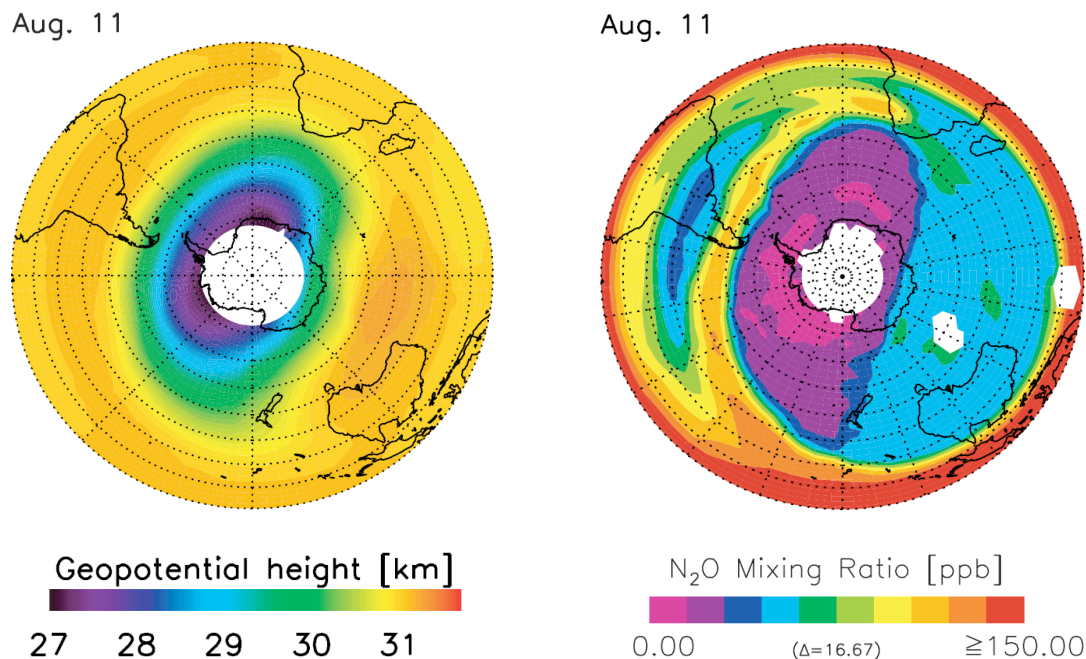 Aug. 11
Aug. 11
Geopotential height [km]
27 28 29 30 31
N₂O Mixing Ratio [ppb]
0.00 (Δ=16.67) ≧150.00